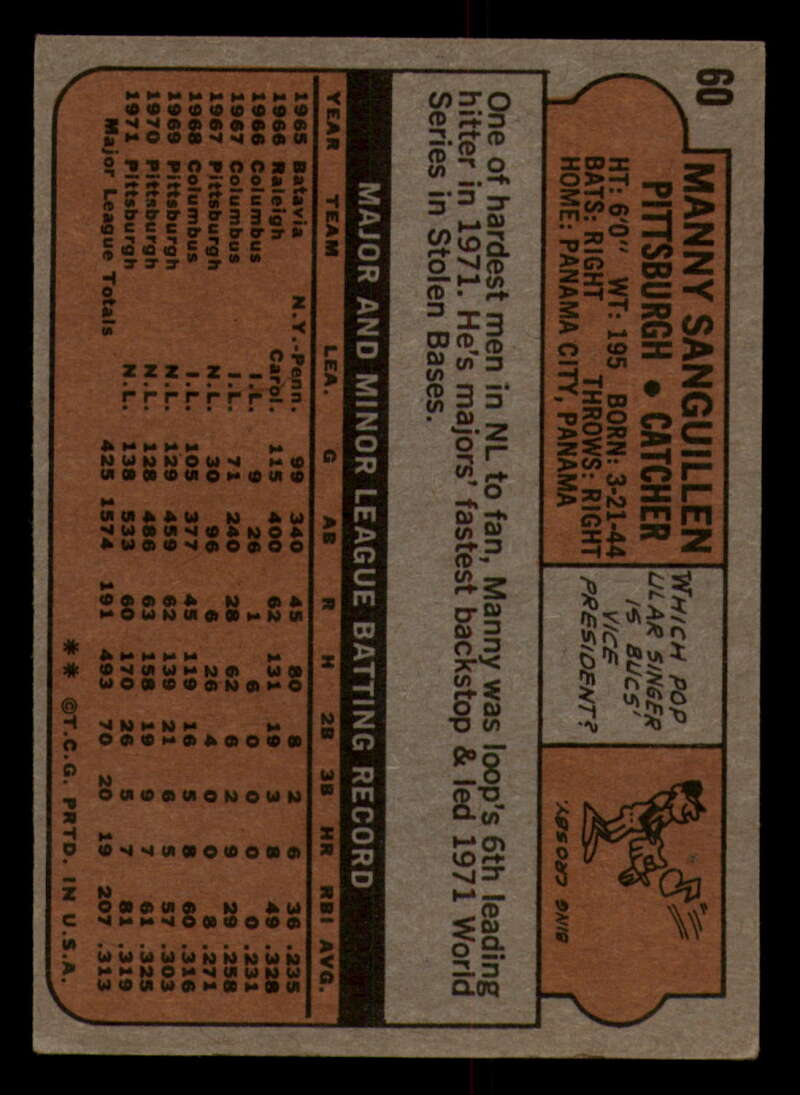 60
MANNY SANGUILLEN
PITTSBURGH • CATCHER
HT: 6'0" WT: 195 BORN: 3-21-44
BATS: RIGHT THROWS: RIGHT
HOME: PANAMA CITY, PANAMA
WHICH POP
ULAR SINGER
IS BUCS'
VICE
PRESIDENT?
BING CROSBY.
One of hardest men in NL to fan, Manny was loop's 6th leading
hitter in 1971. He's majors' fastest backstop & led 1971 World
Series in Stolen Bases.
MAJOR AND MINOR LEAGUE BATTING RECORD
YEAR TEAM LEA. G AB R H 2B 3B HR RBI AVG.
1965 Batavia N.Y.-Penn. 99 340 45 80 8 2 6 36 .235
1966 Raleigh Carol. 115 400 62 131 19 3 8 49 .328
1966 Columbus I.L. 9 26 1 6 0 0 0 0 .231
1967 Columbus I.L. 71 240 28 62 6 2 9 29 .258
1967 Pittsburgh N.L. 30 96 6 26 4 0 0 8 .271
1968 Columbus I.L. 105 377 45 119 16 5 8 60 .316
1969 Pittsburgh N.L. 129 459 62 139 21 6 5 57 .303
1970 Pittsburgh N.L. 128 486 63 158 19 9 7 61 .325
1971 Pittsburgh N.L. 138 533 60 170 26 5 7 81 .319
Major League Totals 425 1574 191 493 70 20 19 207 .313
** ©T.C.G. PRTD. IN U.S.A.